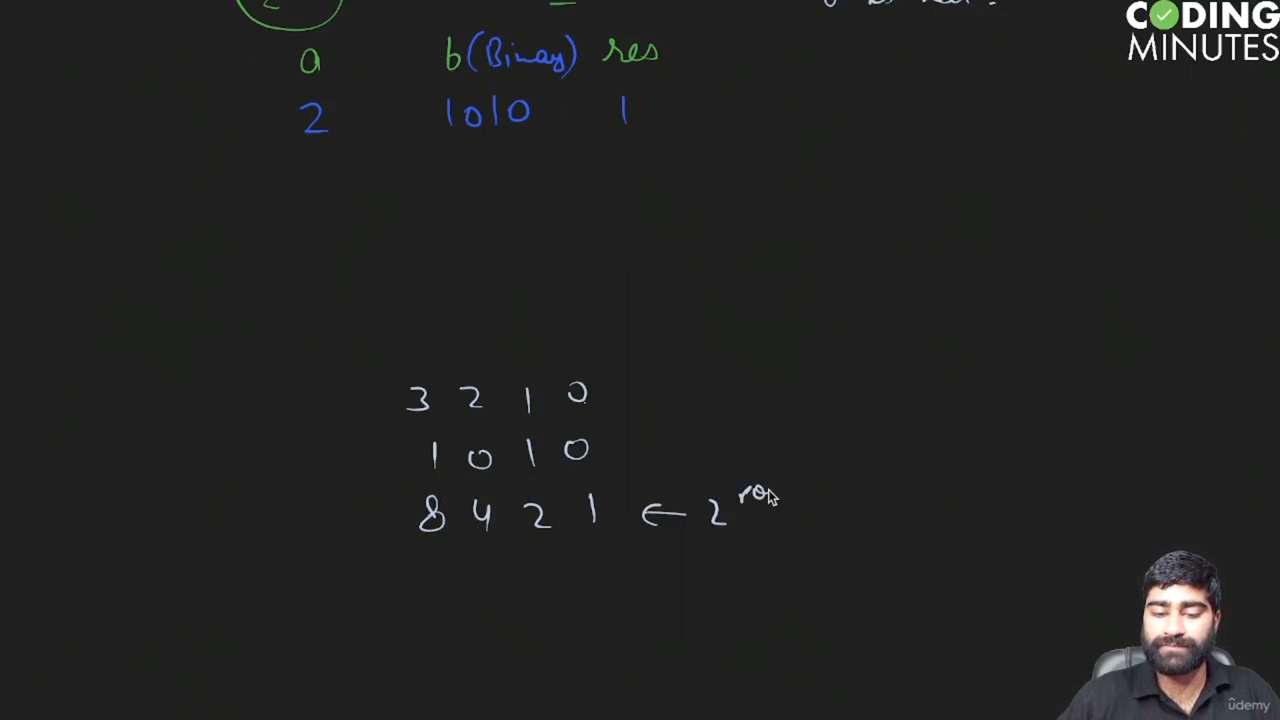 CODING
MINUTES
a b(Binary) res
2 1010 1
3 2 1 0
1 0 1 0
8 4 2 1 ← 2
udemy